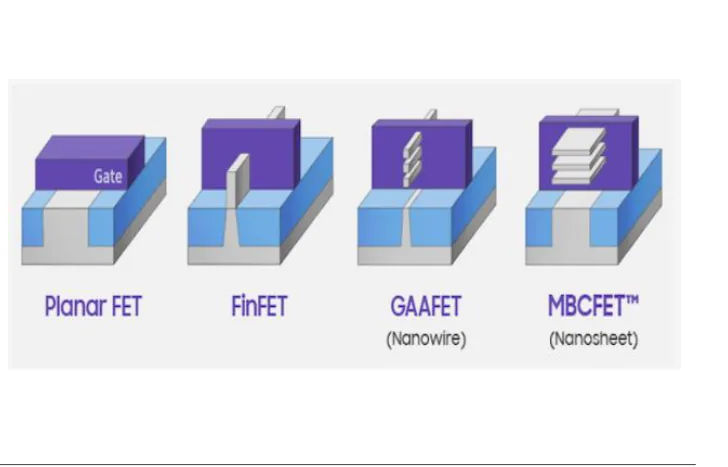 Gate
Planar FET
FinFET
GAAFET
(Nanowire)
MBCFET™
(Nanosheet)